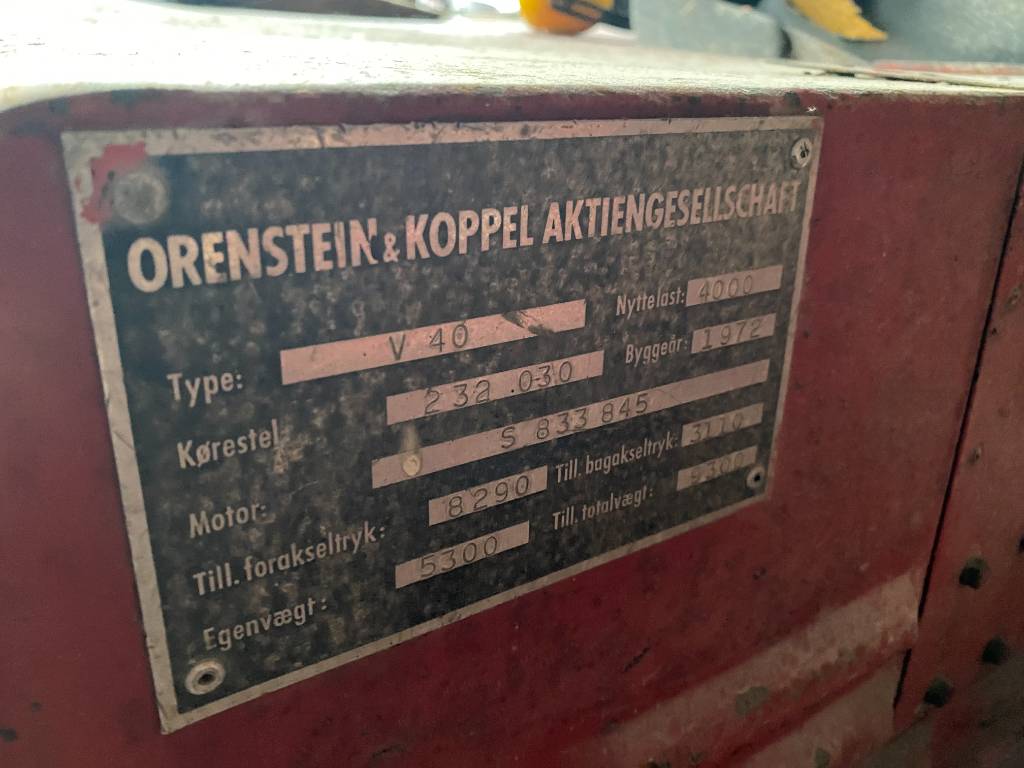 ORENSTEIN & KOPPEL AKTIENGESELLSCHAFT
Type: V 40 Nyttelast: 4000
Kørestel: 232.030 Byggeår: 1972
Motor: S 833 845
Till. forakseltryk: 8290 Till. bagakseltryk: 3110
Egenvægt: 5300 Till. totalvægt: 9300